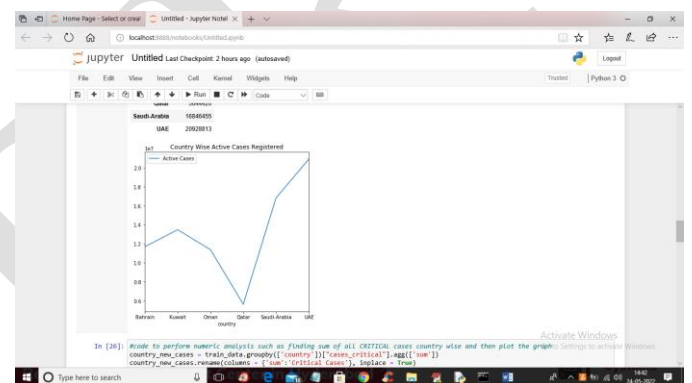 Home Page - Select or creat
Untitled - Jupyter Notel
localhost:8888/notebooks/Untitled.ipynb
jupyter Untitled Last Checkpoint: 2 hours ago (autosaved)
Logout
File Edit View Insert Cell Kernel Widgets Help
Trusted
Python 3
Run
Code
Saudi-Arabia 16846455
UAE 20928813
1e7
Country Wise Active Cases Registered
Active Cases
2.0
1.8
1.6
1.4
1.2
1.0
0.8
0.6
Bahrain Kuwait Oman Qatar Saudi-Arabia UAE
country
Activate Windows
Go to Settings to activate Windows.
In [26]: #code to perform numeric analysis such as finding sum of all CRITICAL cases country wise and then plot the graph
country_new_cases = train_data.groupby(['country'])["cases_critical"].agg(['sum'])
country_new_cases.rename(columns = {'sum':'Critical Cases'}, inplace = True)
Type here to search
1442
24-05-2022